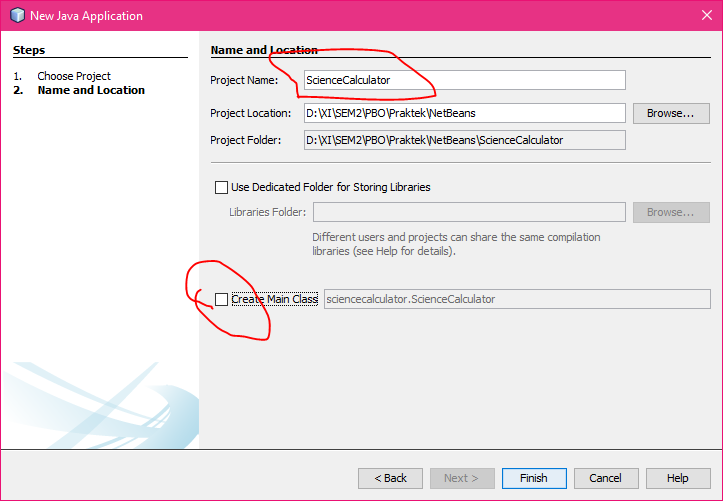 New Java Application
Steps
1. Choose Project
2. Name and Location
Name and Location
Project Name: ScienceCalculator
Project Location: D:\XI\SEM2\PBO\Praktek\NetBeans Browse...
Project Folder: D:\XI\SEM2\PBO\Praktek\NetBeans\ScienceCalculator
Use Dedicated Folder for Storing Libraries
Libraries Folder: Browse...
Different users and projects can share the same compilation
libraries (see Help for details).
Create Main Class sciencecalculator.ScienceCalculator
< Back Next > Finish Cancel Help